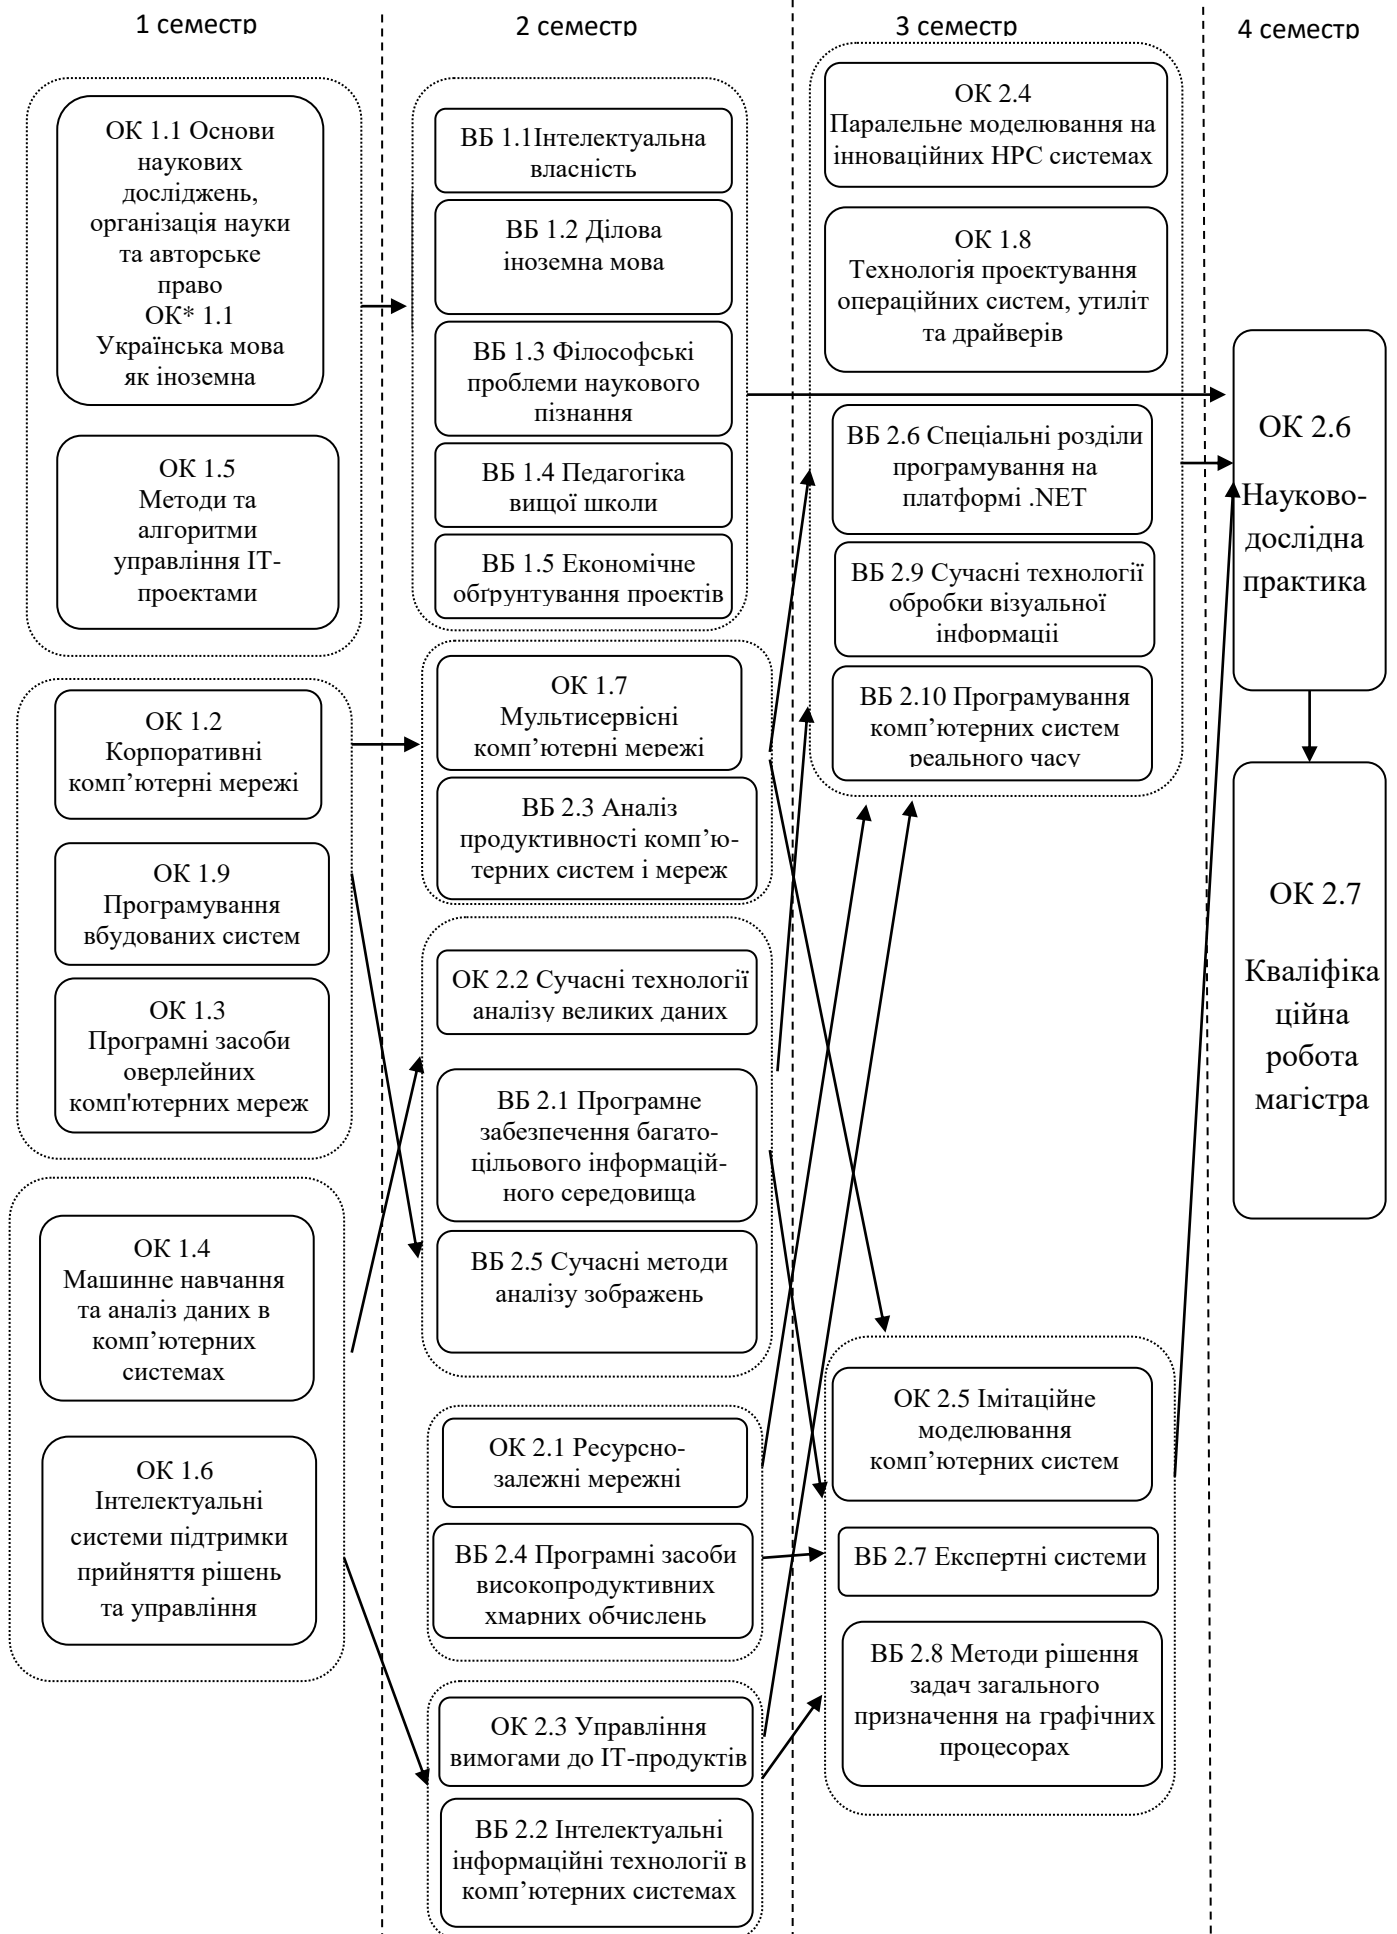 1 семестр
2 семестр
3 семестр
4 семестр
ОК 1.1 Основи
наукових
досліджень,
організація науки
та авторське
право
ОК* 1.1
Українська мова
як іноземна
ОК 1.5
Методи та
алгоритми
управління ІТ-
проектами
ОК 1.2
Корпоративні
комп’ютерні мережі
ОК 1.9
Програмування
вбудованих систем
ОК 1.3
Програмні засоби
оверлейних
комп'ютерних мереж
ОК 1.4
Машинне навчання
та аналіз даних в
комп’ютерних
системах
ОК 1.6
Інтелектуальні
системи підтримки
прийняття рішень
та управління
ВБ 1.1Інтелектуальна
власність
ВБ 1.2 Ділова
іноземна мова
ВБ 1.3 Філософські
проблеми наукового
пізнання
ВБ 1.4 Педагогіка
вищої школи
ВБ 1.5 Економічне
обґрунтування проектів
ОК 1.7
Мультисервісні
комп’ютерні мережі
ВБ 2.3 Аналіз
продуктивності комп’ю-
терних систем і мереж
ОК 2.2 Сучасні технології
аналізу великих даних
ВБ 2.1 Програмне
забезпечення багато-
цільового інформацій-
ного середовища
ВБ 2.5 Сучасні методи
аналізу зображень
ОК 2.1 Ресурсно-
залежні мережні
ВБ 2.4 Програмні засоби
високопродуктивних
хмарних обчислень
ОК 2.3 Управління
вимогами до ІТ-продуктів
ВБ 2.2 Інтелектуальні
інформаційні технології в
комп’ютерних системах
ОК 2.4
Паралельне моделювання на
інноваційних НРС системах
ОК 1.8
Технологія проектування
операційних систем, утиліт
та драйверів
ВБ 2.6 Спеціальні розділи
програмування на
платформі .NET
ВБ 2.9 Сучасні технології
обробки візуальної
інформації
ВБ 2.10 Програмування
комп’ютерних систем
реального часу
ОК 2.5 Імітаційне
моделювання
комп’ютерних систем
ВБ 2.7 Експертні системи
ВБ 2.8 Методи рішення
задач загального
призначення на графічних
процесорах
ОК 2.6
Науково-
дослідна
практика
ОК 2.7
Кваліфіка
ційна
робота
магістра